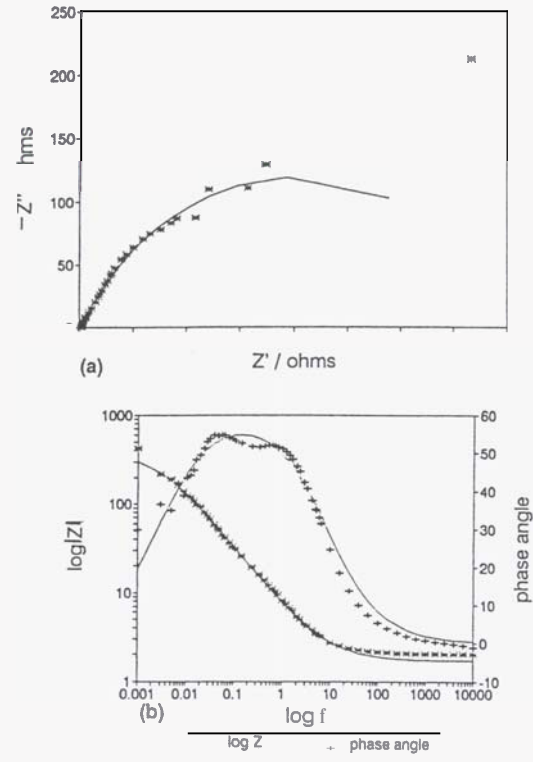 250
200
150
100
50
−Z" hms
Z' / ohms
(a)
1000
100
10
1
log|Z|
60
50
40
30
20
10
0
-10
phase angle
0.001 0.01 0.1 1 10 100 1000 10000
log f
(b)
log Z + phase angle